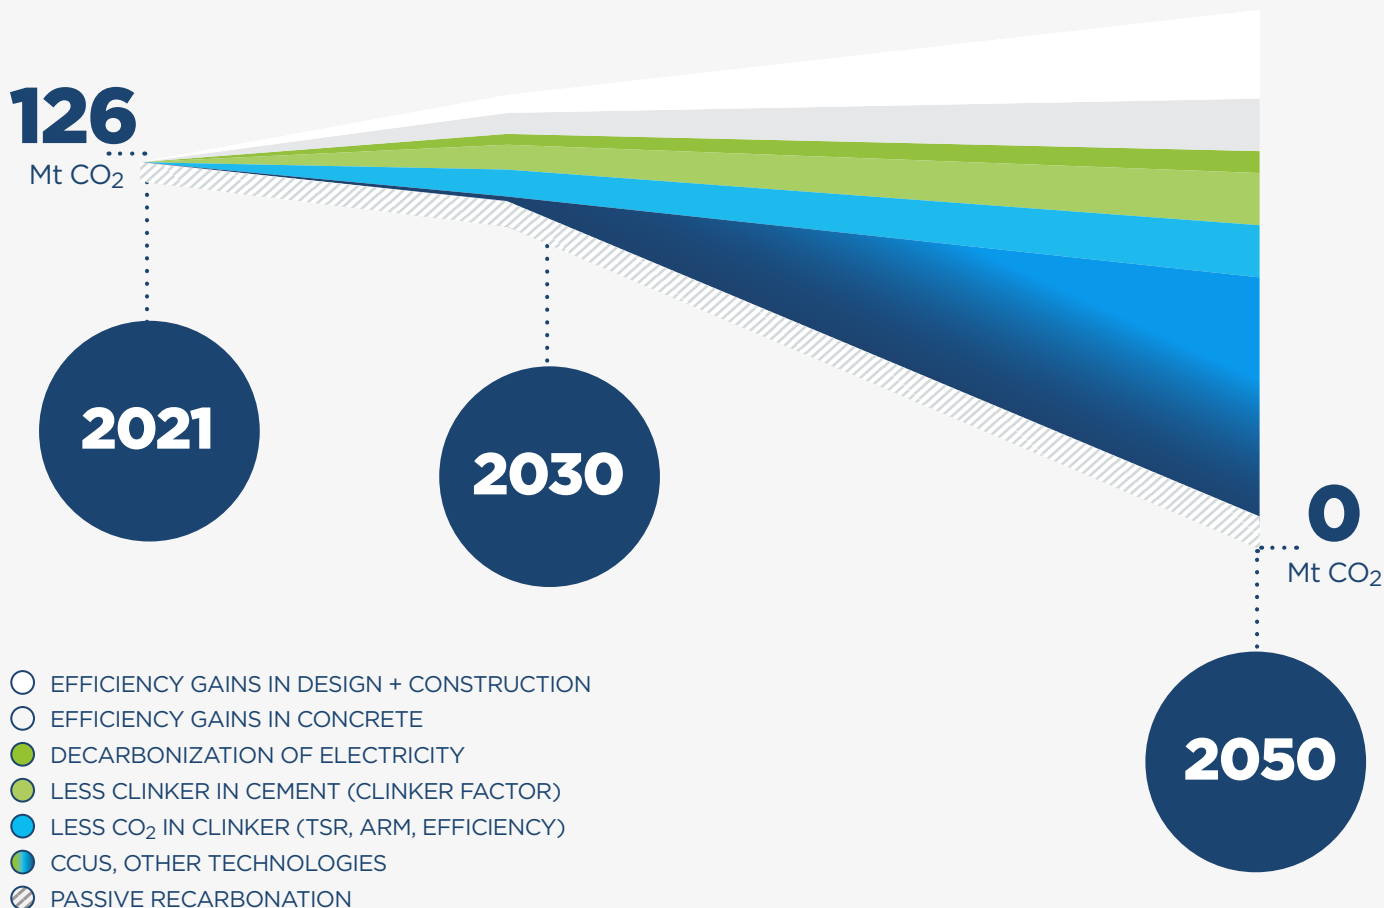 126
Mt CO₂
2021
2030
0
Mt CO₂
2050
EFFICIENCY GAINS IN DESIGN + CONSTRUCTION
EFFICIENCY GAINS IN CONCRETE
DECARBONIZATION OF ELECTRICITY
LESS CLINKER IN CEMENT (CLINKER FACTOR)
LESS CO₂ IN CLINKER (TSR, ARM, EFFICIENCY)
CCUS, OTHER TECHNOLOGIES
PASSIVE RECARBONATION